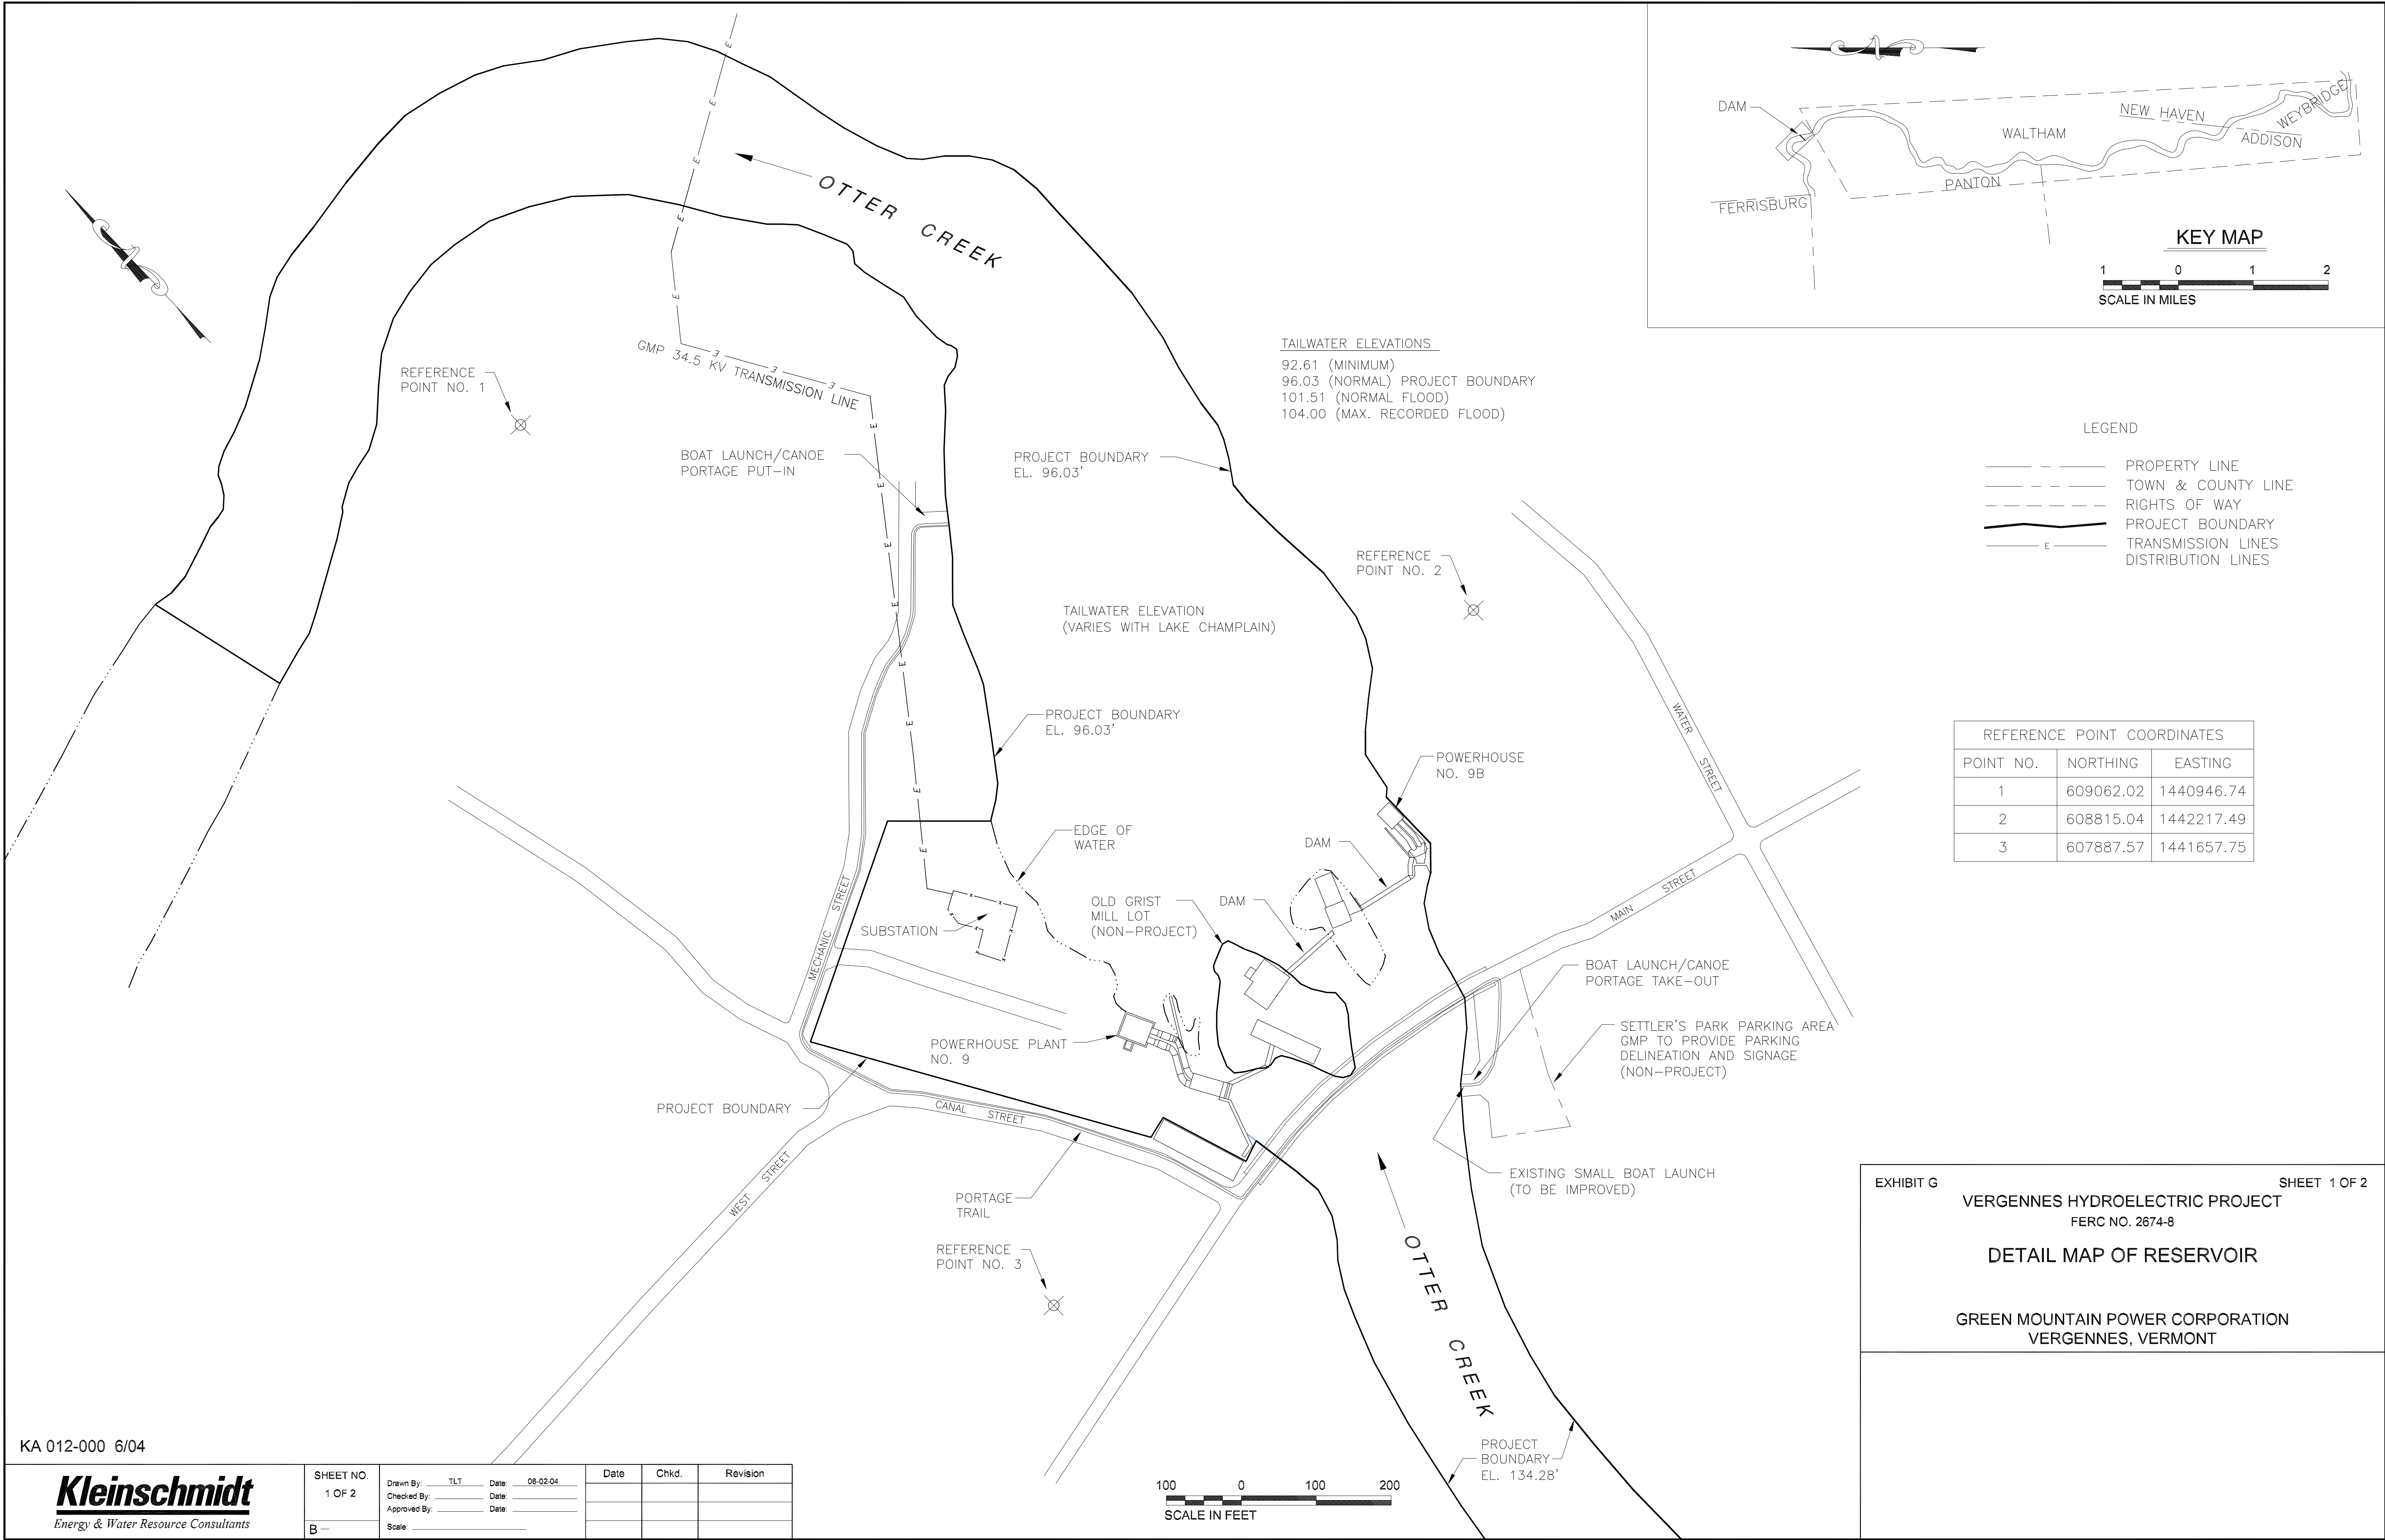 DAM
NEW HAVEN
WEYBRIDGE
WALTHAM
ADDISON
PANTON
FERRISBURG
KEY MAP
1 0 1 2
SCALE IN MILES
OTTER CREEK
TAILWATER ELEVATIONS
92.61 (MINIMUM)
96.03 (NORMAL) PROJECT BOUNDARY
101.51 (NORMAL FLOOD)
104.00 (MAX. RECORDED FLOOD)
E
E
E
E
E
E
GMP 34.5 KV TRANSMISSION LINE
E
E
E
REFERENCE
POINT NO. 1
BOAT LAUNCH/CANOE
PORTAGE PUT-IN
PROJECT BOUNDARY
EL. 96.03'
LEGEND
PROPERTY LINE
TOWN & COUNTY LINE
RIGHTS OF WAY
PROJECT BOUNDARY
E TRANSMISSION LINES
DISTRIBUTION LINES
E
E
E
E
E
E
E
E
REFERENCE
POINT NO. 2
TAILWATER ELEVATION
(VARIES WITH LAKE CHAMPLAIN)
PROJECT BOUNDARY
EL. 96.03'
WATER STREET
REFERENCE POINT COORDINATES
POINT NO. NORTHING EASTING
1 609062.02 1440946.74
2 608815.04 1442217.49
3 607887.57 1441657.75
POWERHOUSE
NO. 9B
EDGE OF
WATER
DAM
OLD GRIST
MILL LOT
(NON-PROJECT)
DAM
SUBSTATION
MECHANIC STREET
MAIN STREET
BOAT LAUNCH/CANOE
PORTAGE TAKE-OUT
SETTLER'S PARK PARKING AREA
GMP TO PROVIDE PARKING
DELINEATION AND SIGNAGE
(NON-PROJECT)
POWERHOUSE PLANT
NO. 9
PROJECT BOUNDARY
CANAL STREET
WEST STREET
EXISTING SMALL BOAT LAUNCH
(TO BE IMPROVED)
PORTAGE
TRAIL
REFERENCE
POINT NO. 3
OTTER CREEK
PROJECT
BOUNDARY
EL. 134.28'
100 0 100 200
SCALE IN FEET
EXHIBIT G SHEET 1 OF 2
VERGENNES HYDROELECTRIC PROJECT
FERC NO. 2674-8
DETAIL MAP OF RESERVOIR
GREEN MOUNTAIN POWER CORPORATION
VERGENNES, VERMONT
KA 012-000 6/04
Kleinschmidt
Energy & Water Resource Consultants
SHEET NO.
1 OF 2
B —
Drawn By: TLT Date: 06-02-04
Checked By: Date:
Approved By: Date:
Scale:
Date Chkd. Revision